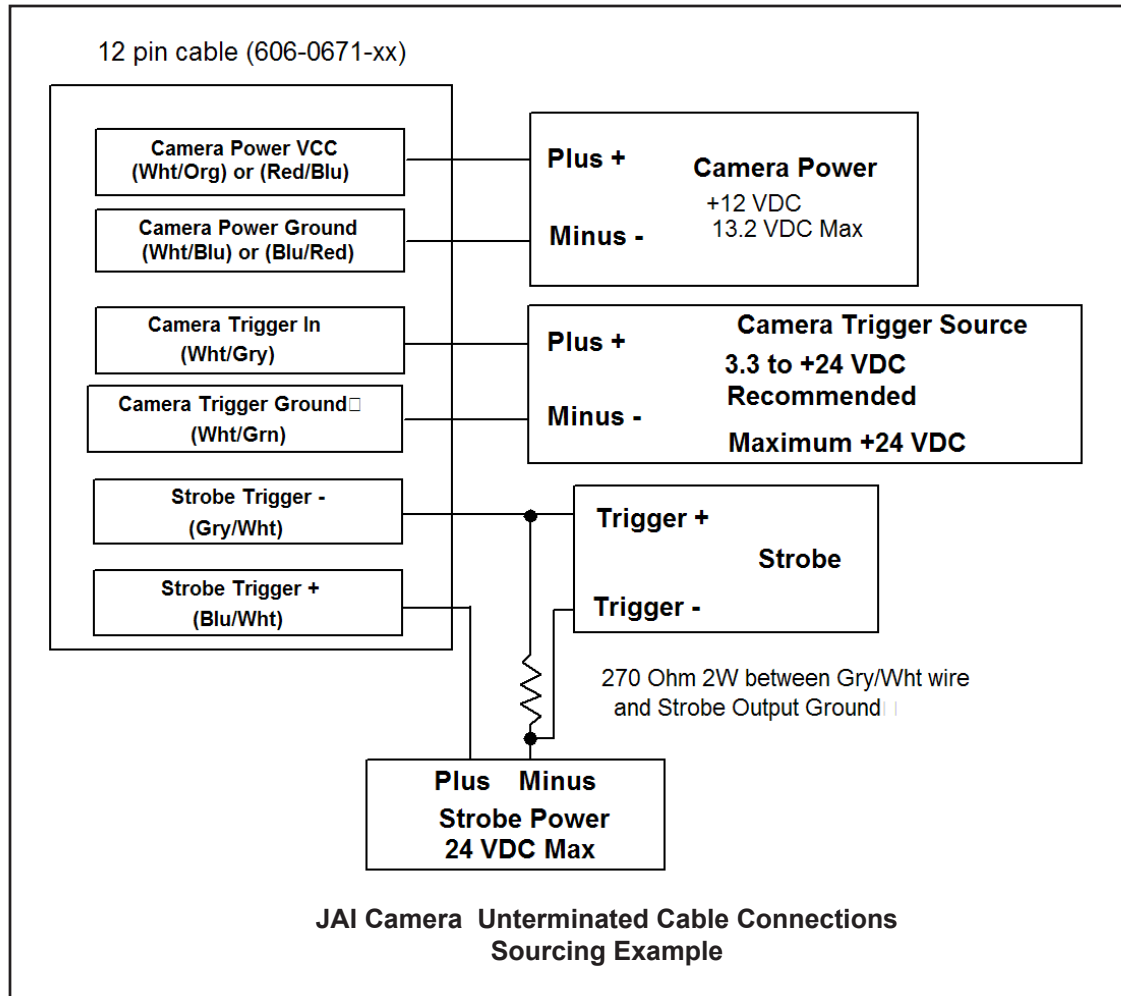 12 pin cable (606-0671-xx)
Camera Power VCC
(Wht/Org) or (Red/Blu)
Camera Power Ground
(Wht/Blu) or (Blu/Red)
Camera Trigger In
(Wht/Gry)
Camera Trigger Ground□
(Wht/Grn)
Strobe Trigger -
(Gry/Wht)
Strobe Trigger +
(Blu/Wht)
Plus +
Minus -
Camera Power
+12 VDC
13.2 VDC Max
Plus +
Minus -
Camera Trigger Source
3.3 to +24 VDC
Recommended
Maximum +24 VDC
Trigger +
Strobe
Trigger -
270 Ohm 2W between Gry/Wht wire
and Strobe Output Ground□□
Plus Minus
Strobe Power
24 VDC Max
JAI Camera Unterminated Cable Connections
Sourcing Example